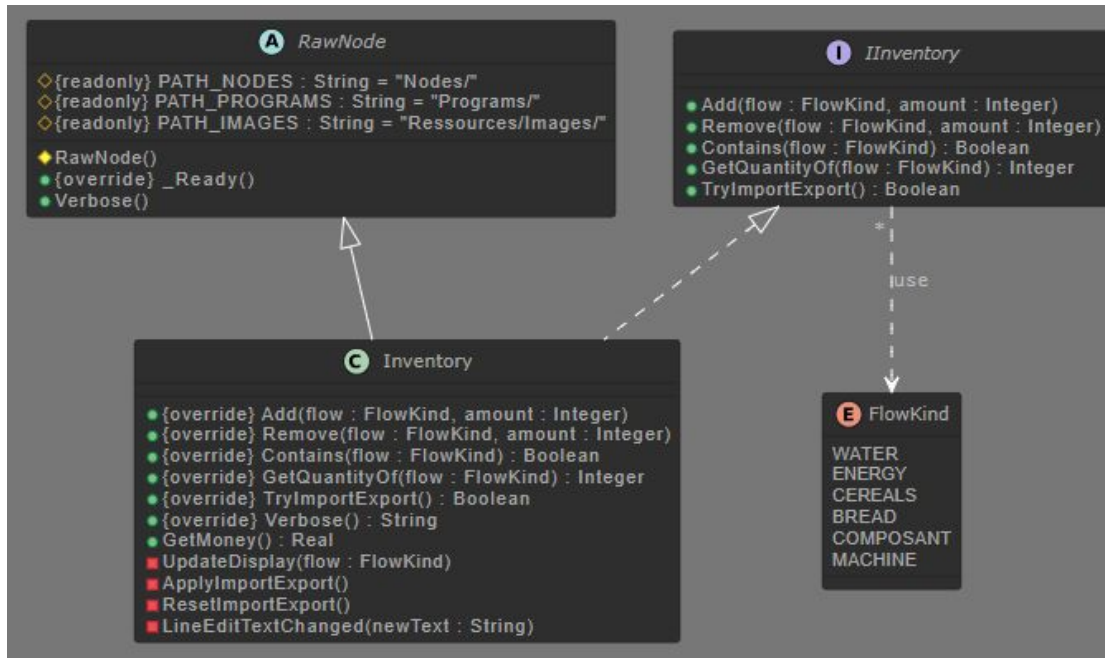 A RawNode
{readonly} PATH_NODES : String = "Nodes/"
{readonly} PATH_PROGRAMS : String = "Programs/"
{readonly} PATH_IMAGES : String = "Ressources/Images/"
RawNode()
{override} _Ready()
Verbose()
I IInventory
Add(flow : FlowKind, amount : Integer)
Remove(flow : FlowKind, amount : Integer)
Contains(flow : FlowKind) : Boolean
GetQuantityOf(flow : FlowKind) : Integer
TryImportExport() : Boolean
*
use
C Inventory
{override} Add(flow : FlowKind, amount : Integer)
{override} Remove(flow : FlowKind, amount : Integer)
{override} Contains(flow : FlowKind) : Boolean
{override} GetQuantityOf(flow : FlowKind) : Integer
{override} TryImportExport() : Boolean
{override} Verbose() : String
GetMoney() : Real
UpdateDisplay(flow : FlowKind)
ApplyImportExport()
ResetImportExport()
LineEditTextChanged(newText : String)
E FlowKind
WATER
ENERGY
CEREALS
BREAD
COMPOSANT
MACHINE